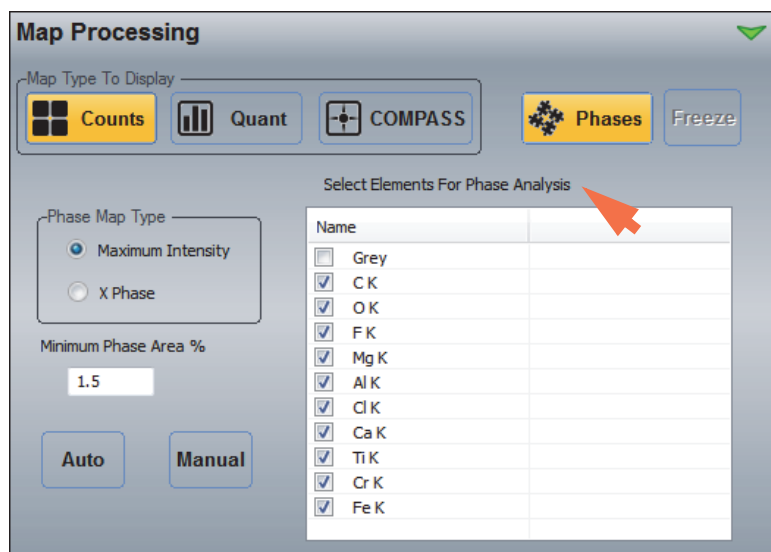 Map Processing
Map Type To Display
Counts Quant COMPASS Phases Freeze
Select Elements For Phase Analysis
Phase Map Type
Maximum Intensity
X Phase
Minimum Phase Area %
1.5
Auto Manual
Name
Grey
C K
O K
F K
Mg K
Al K
Cl K
Ca K
Ti K
Cr K
Fe K